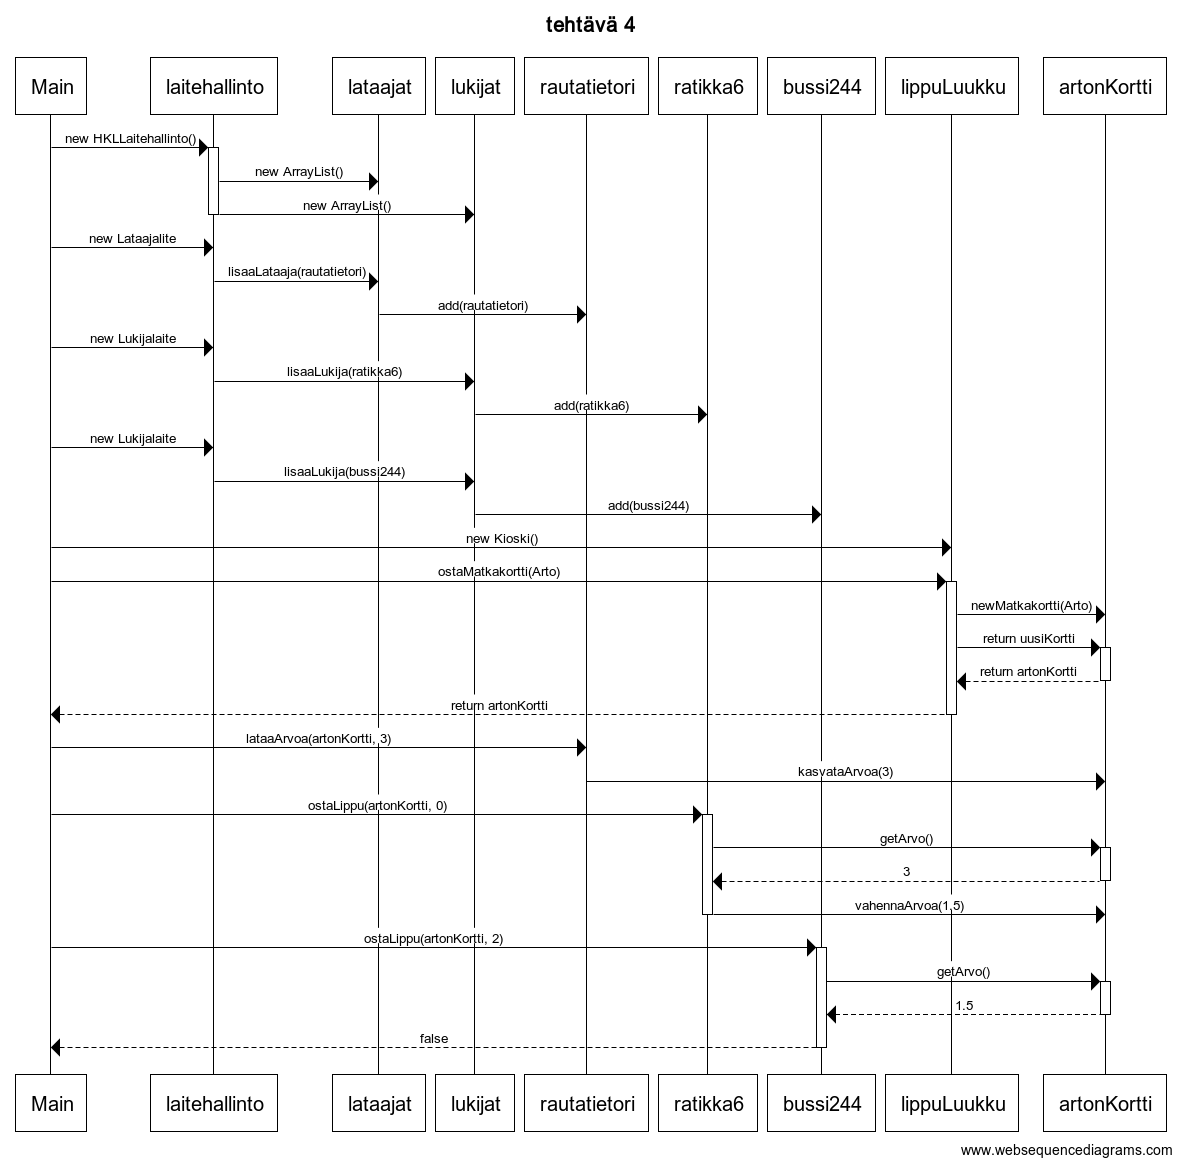 tehtävä 4
Main laitehallinto lataajat lukijat rautatietori ratikka6 bussi244 lippuLuukku artonKortti
new HKLLaitehallinto()
new ArrayList()
new ArrayList()
new Lataajalite
lisaaLataaja(rautatietori)
add(rautatietori)
new Lukijalaite
lisaaLukija(ratikka6)
add(ratikka6)
new Lukijalaite
lisaaLukija(bussi244)
add(bussi244)
new Kioski()
ostaMatkakortti(Arto)
newMatkakortti(Arto)
return uusiKortti
return artonKortti
return artonKortti
lataaArvoa(artonKortti, 3)
kasvataArvoa(3)
ostaLippu(artonKortti, 0)
getArvo()
3
vahennaArvoa(1.5)
ostaLippu(artonKortti, 2)
getArvo()
1.5
false
Main laitehallinto lataajat lukijat rautatietori ratikka6 bussi244 lippuLuukku artonKortti
www.websequencediagrams.com